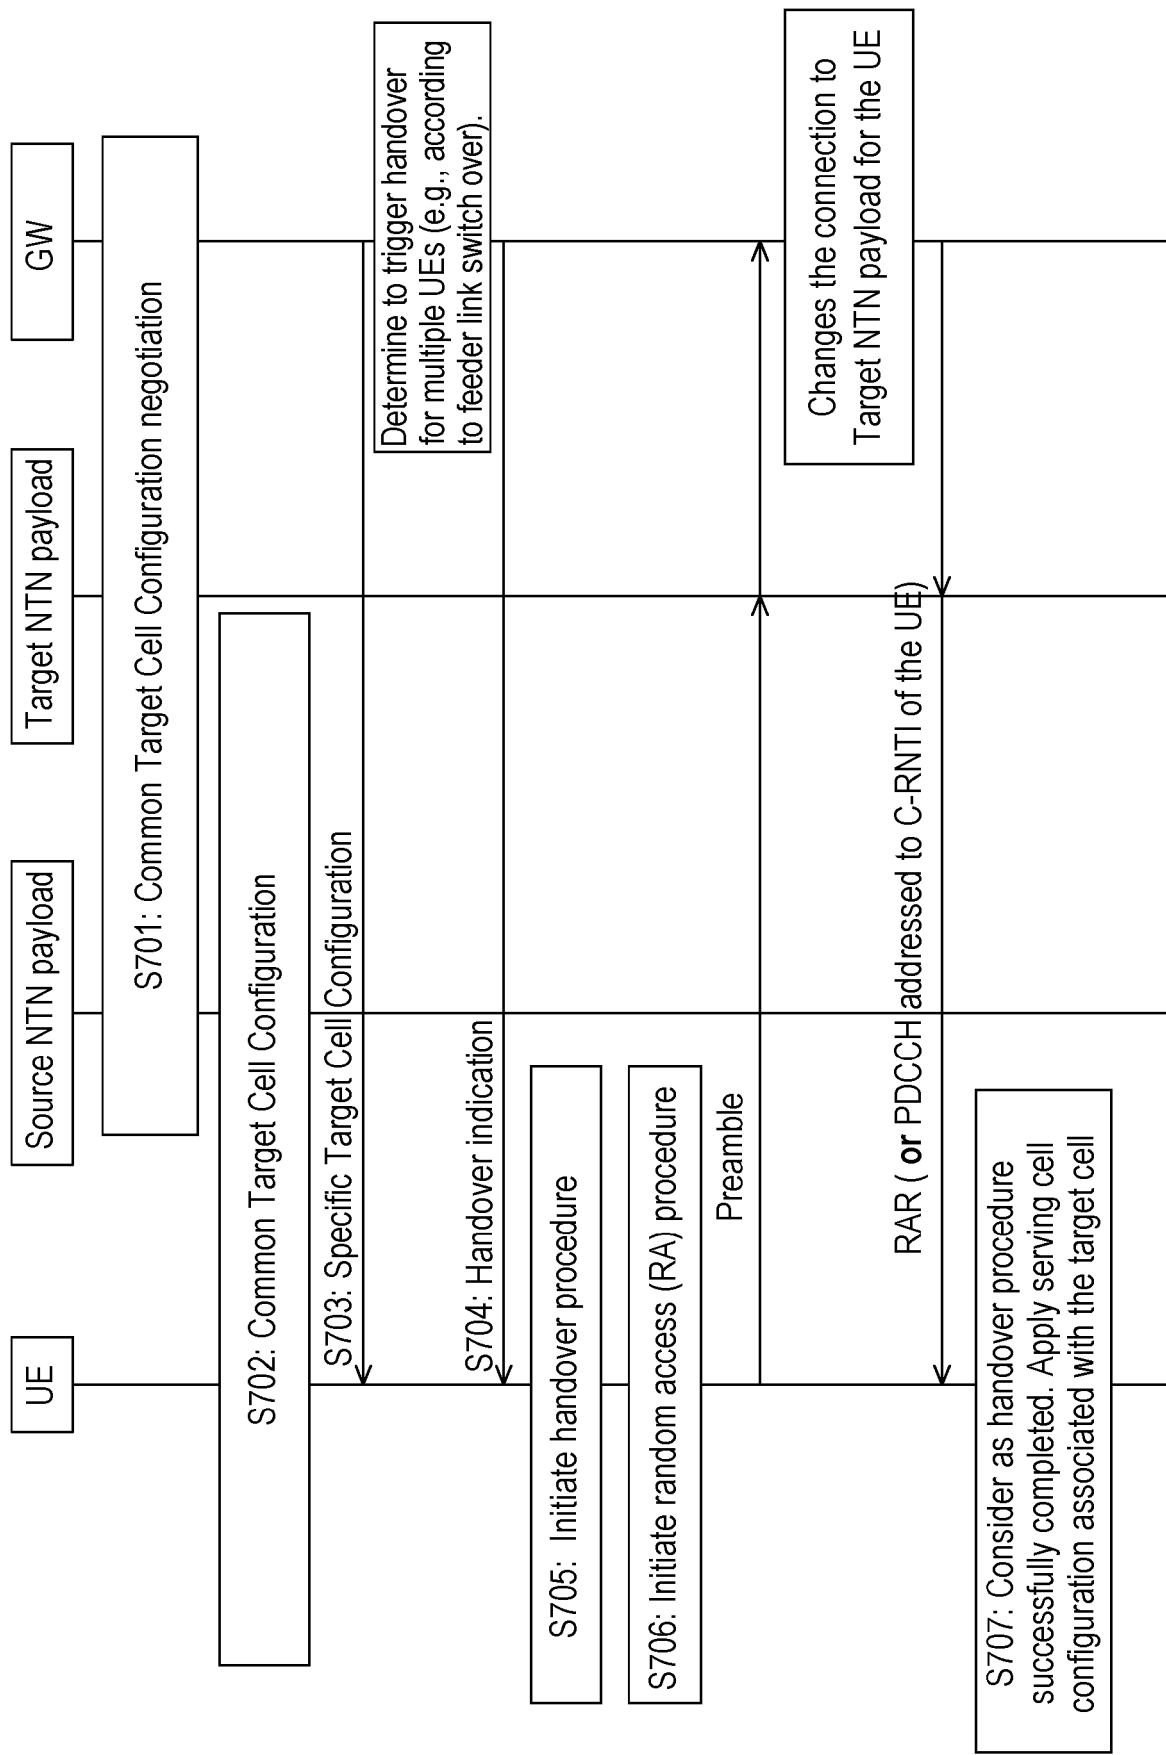 UE
Source NTN payload
Target NTN payload
GW
S701: Common Target Cell Configuration negotiation
S702: Common Target Cell Configuration
S703: Specific Target Cell Configuration
Determine to trigger handover
for multiple UEs (e.g., according
to feeder link switch over).
S704: Handover indication
S705: Initiate handover procedure
S706: Initiate random access (RA) procedure
Preamble
Changes the connection to
Target NTN payload for the UE
RAR ( or PDCCH addressed to C-RNTI of the UE)
S707: Consider as handover procedure
successfully completed. Apply serving cell
configuration associated with the target cell